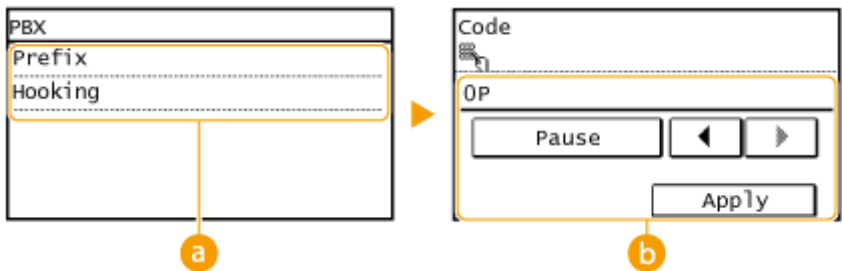 PBX
Prefix
Hooking
a
Code
0P
Pause
Apply
b